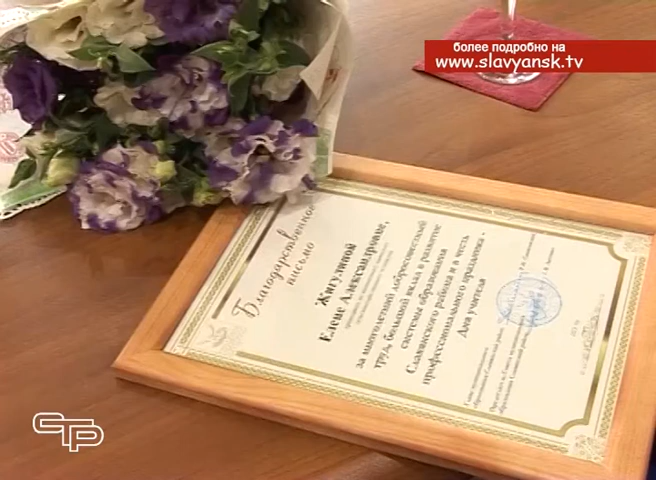 более подробно на
www.slavyansk.tv
Благодарственное
письмо
Жигулиной
Елене Александровне,
за многолетний добросовестный
труд, большой вклад в развитие
системы образования
Славянского района и в честь
профессионального праздника -
Дня учителя
СТР